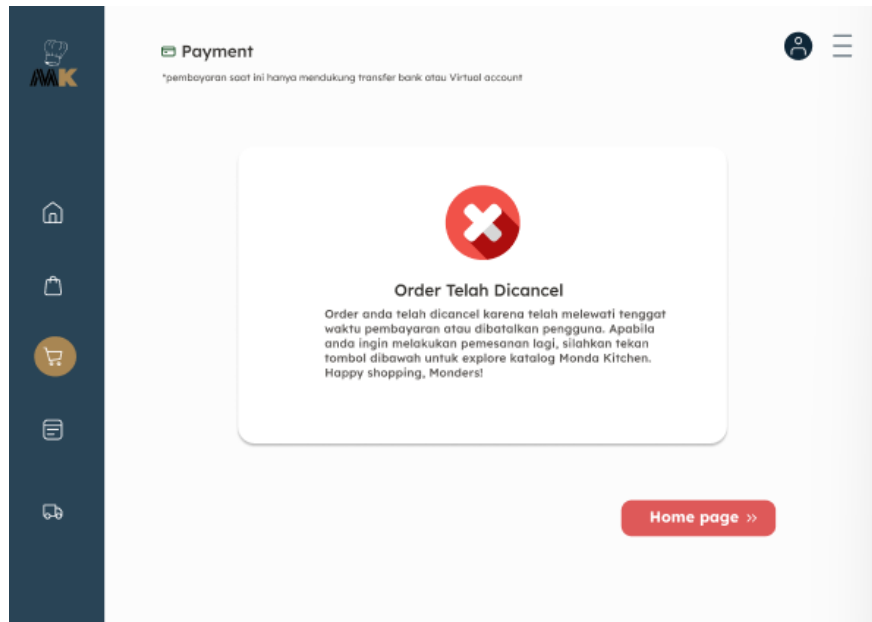 MK
Payment
*pembayaran saat ini hanya mendukung transfer bank atau Virtual account
Order Telah Dicancel
Order anda telah dicancel karena telah melewati tenggat
waktu pembayaran atau dibatalkan pengguna. Apabila
anda ingin melakukan pemesanan lagi, silahkan tekan
tombol dibawah untuk explore katalog Monda Kitchen.
Happy shopping, Monders!
Home page »